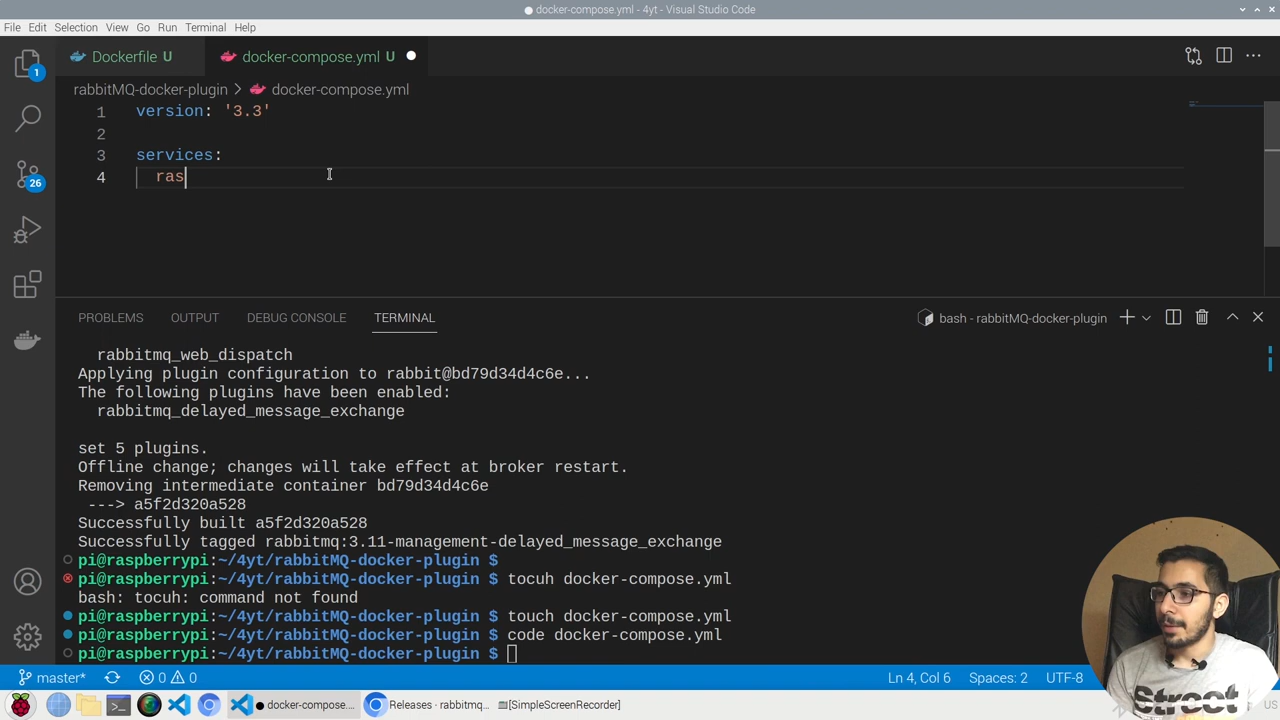 docker-compose.yml - 4yt - Visual Studio Code
File Edit Selection View Go Run Terminal Help
Dockerfile U
docker-compose.yml U
rabbitMQ-docker-plugin > docker-compose.yml
1 version: '3.3'
2
3 services:
4 ras
1
26
PROBLEMS OUTPUT DEBUG CONSOLE TERMINAL
bash - rabbitMQ-docker-plugin
rabbitmq_web_dispatch
Applying plugin configuration to rabbit@bd79d34d4c6e...
The following plugins have been enabled:
rabbitmq_delayed_message_exchange
set 5 plugins.
Offline change; changes will take effect at broker restart.
Removing intermediate container bd79d34d4c6e
---> a5f2d320a528
Successfully built a5f2d320a528
Successfully tagged rabbitmq:3.11-management-delayed_message_exchange
pi@raspberrypi:~/4yt/rabbitMQ-docker-plugin $
pi@raspberrypi:~/4yt/rabbitMQ-docker-plugin $ tocuh docker-compose.yml
bash: tocuh: command not found
pi@raspberrypi:~/4yt/rabbitMQ-docker-plugin $ touch docker-compose.yml
pi@raspberrypi:~/4yt/rabbitMQ-docker-plugin $ code docker-compose.yml
pi@raspberrypi:~/4yt/rabbitMQ-docker-plugin $
master* 0 0 Ln 4, Col 6 Spaces: 2 UTF-8
docker-compose.... Releases · rabbitmq... [SimpleScreenRecorder] US
Street